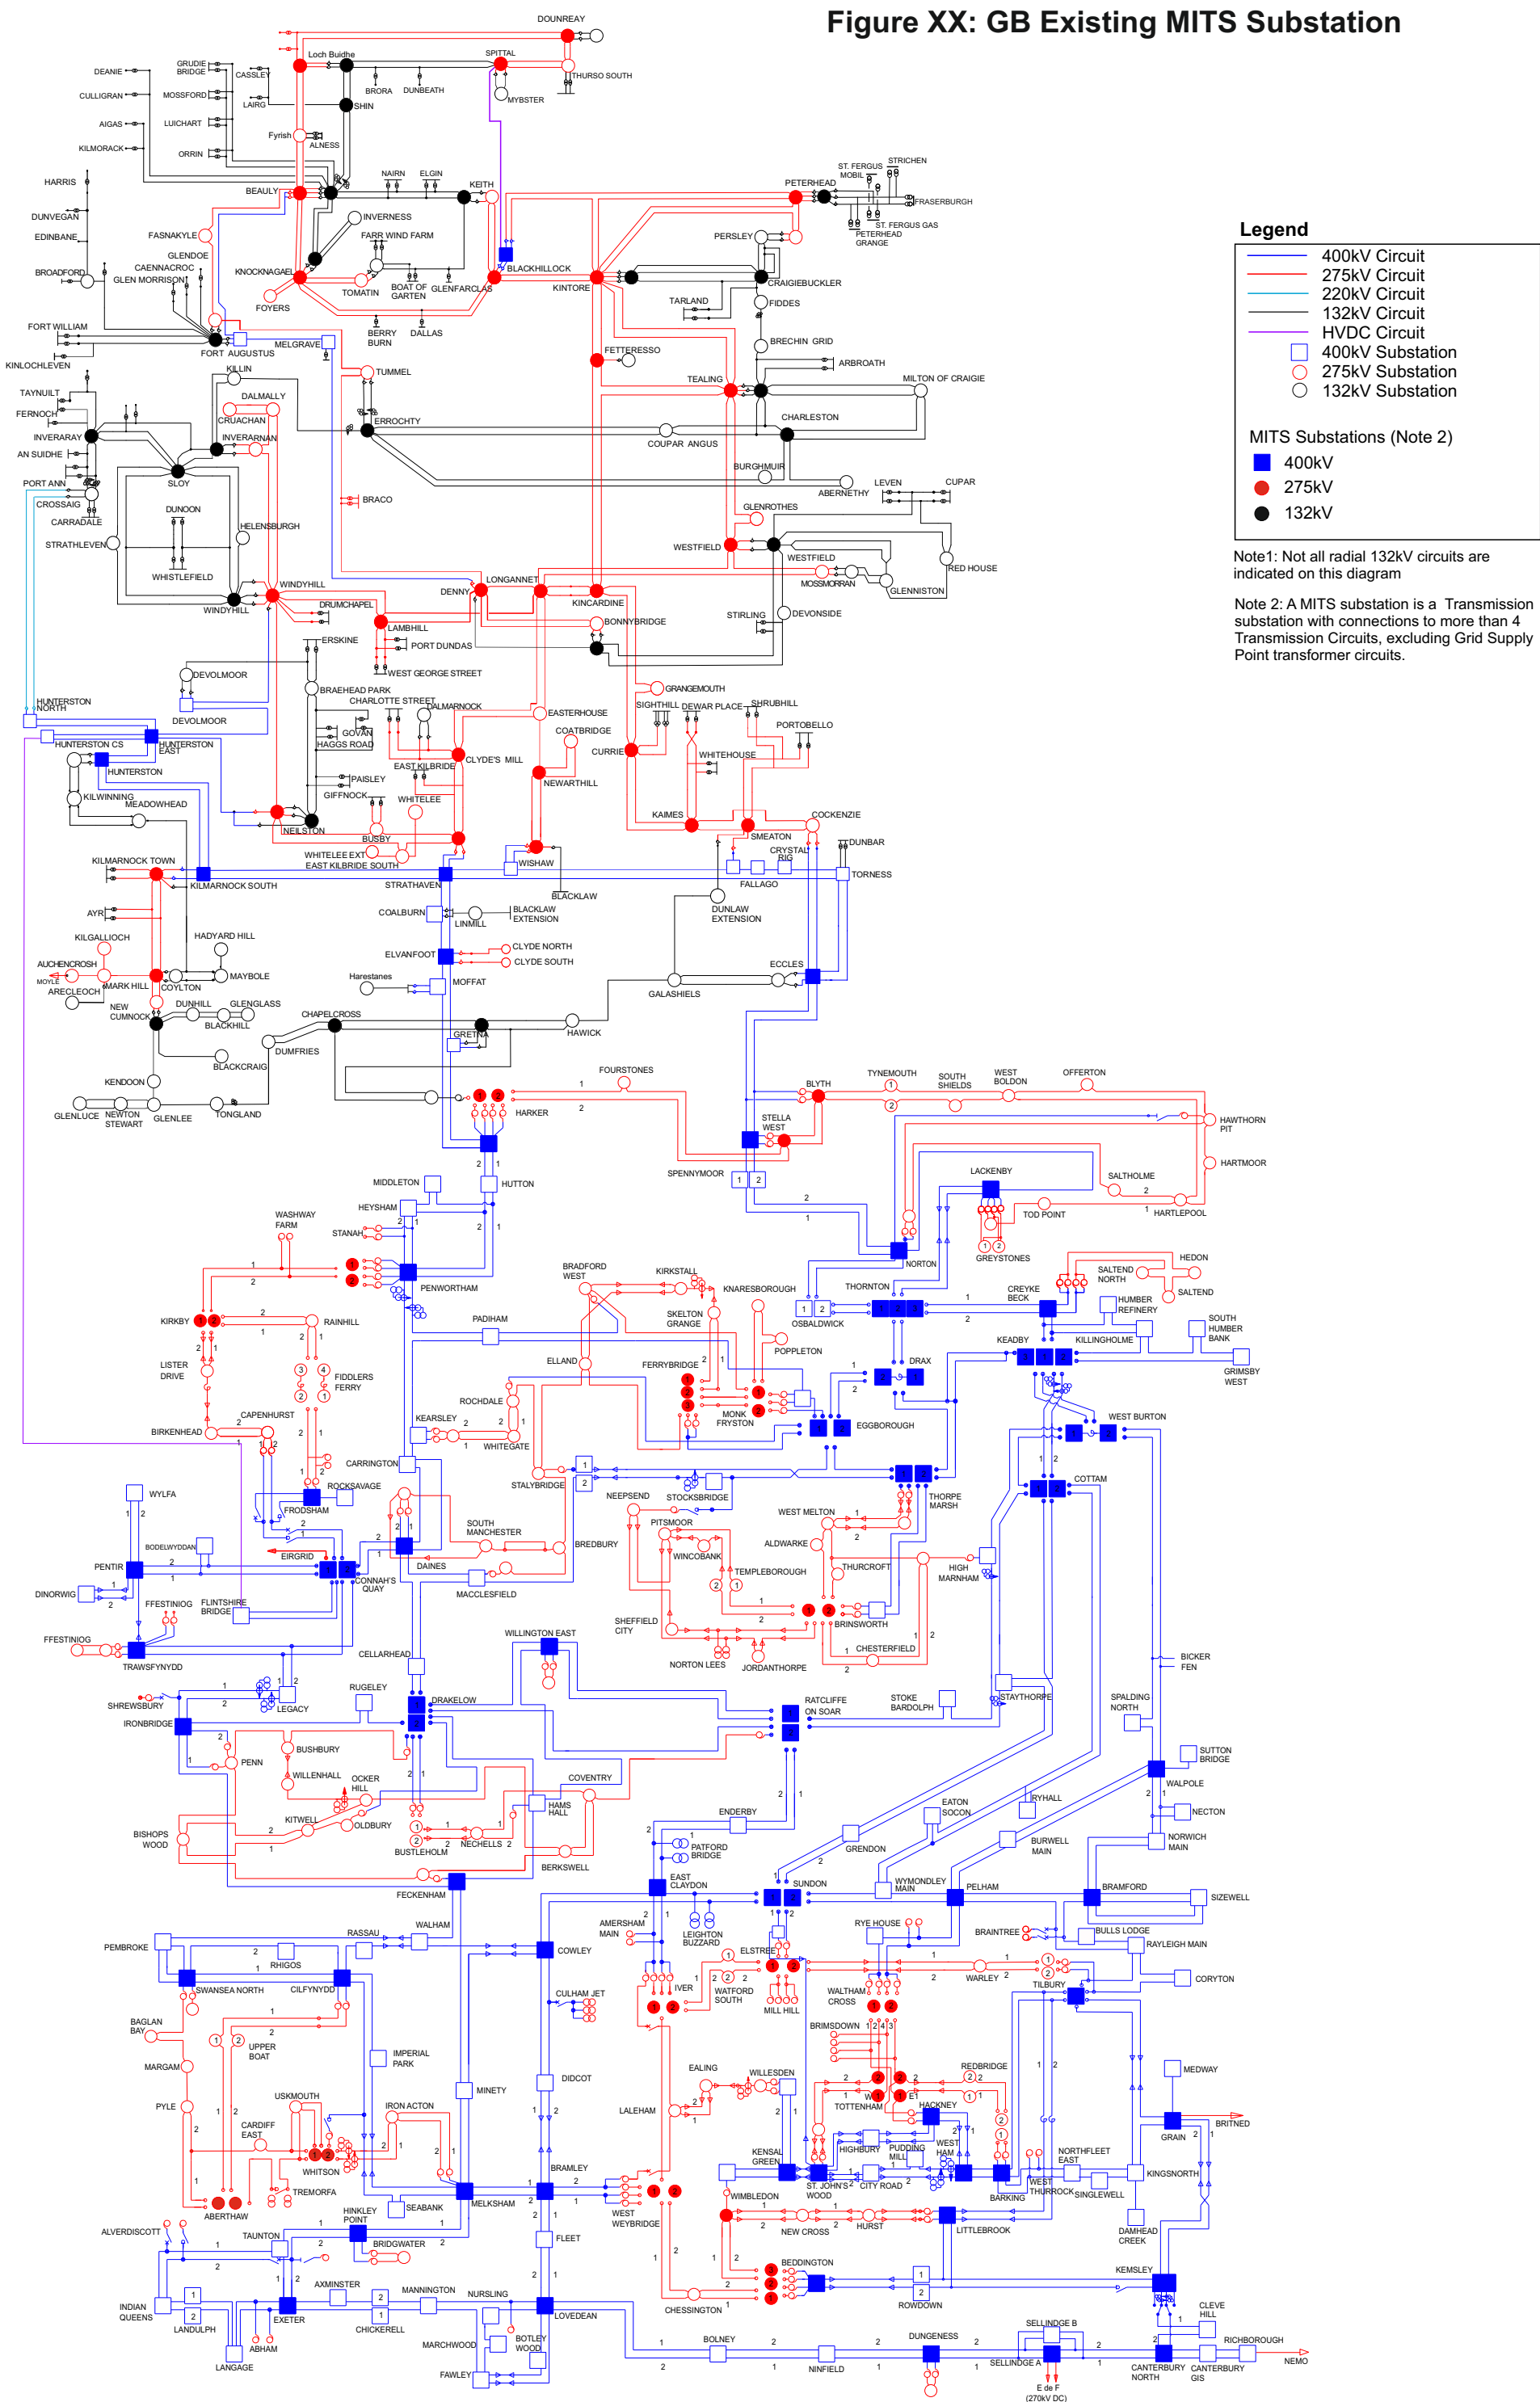 Figure XX: GB Existing MITS Substation
DOUNREAY
Loch Buidhe
SPITTAL
GRUDIE
BRIDGE
DEANIE
CASSLEY
THURSO SOUTH
BRORA
DUNBEATH
CULLIGRAN
MOSSFORD
MYBSTER
LAIRG
SHIN
AIGAS
LUICHART
Fyrish
ALNESS
KILMORACK
ORRIN
NAIRN
ELGIN
KEITH
ST. FERGUS
MOBIL
STRICHEN
HARRIS
BEAULY
PETERHEAD
FRASERBURGH
DUNVEGAN
INVERNESS
ST. FERGUS GAS
PETERHEAD
GRANGE
EDINBANE
FASNAKYLE
FARR WIND FARM
PERSLEY
GLENDOE
CAENNACROC
GLEN MORRISON
BROADFORD
KNOCKNAGAEL
BLACKHILLOCK
KINTORE
CRAIGIEBUCKLER
TOMATIN
BOAT OF
GARTEN
GLENFARCLAS
FOYERS
TARLAND
FIDDES
FORT WILLIAM
BERRY
BURN
DALLAS
FORT AUGUSTUS
MELGRAVE
BRECHIN GRID
KINLOCHLEVEN
FETTERESSO
ARBROATH
KILLIN
TUMMEL
TEALING
MILTON OF CRAIGIE
TAYNUILT
DALMALLY
FERNOCH
CRUACHAN
ERROCHTY
CHARLESTON
INVERARAY
INVERARNAN
COUPAR ANGUS
AN SUIDHE
SLOY
BURGHMUIR
ABERNETHY
PORT ANN
CROSSAIG
CARRADALE
BRACO
LEVEN
CUPAR
DUNOON
GLENROTHES
HELENSBURGH
STRATHLEVEN
WESTFIELD
WESTFIELD
RED HOUSE
WHISTLEFIELD
MOSSMORRAN
GLENNISTON
WINDYHILL
WINDYHILL
LONGANNET
DENNY
KINCARDINE
DRUMCHAPEL
STIRLING
DEVONSIDE
LAMBHILL
BONNYBRIDGE
ERSKINE
PORT DUNDAS
WEST GEORGE STREET
DEVOLMOOR
BRAEHEAD PARK
GRANGEMOUTH
CHARLOTTE STREET
DALMARNOCK
EASTERHOUSE
SIGHTHILL
DEWAR PLACE
SHRUBHILL
HUNTERSTON
NORTH
DEVOLMOOR
PORTOBELLO
GOVAN
HAGGS ROAD
COATBRIDGE
HUNTERSTON CS
HUNTERSTON
EAST
CURRIE
WHITEHOUSE
HUNTERSTON
EAST KILBRIDE
CLYDE'S MILL
NEWARTHILL
PAISLEY
KILWINNING
GIFFNOCK
WHITELEE
MEADOWHEAD
KAIMES
COCKENZIE
NEILSTON
BUSBY
SMEATON
WHITELEE EXT
EAST KILBRIDE SOUTH
CRYSTAL
RIG
DUNBAR
KILMARNOCK TOWN
WISHAW
KILMARNOCK SOUTH
STRATHAVEN
FALLAGO
TORNESS
BLACKLAW
AYR
COALBURN
LINMILL
BLACKLAW
EXTENSION
DUNLAW
EXTENSION
KILGALLIOCH
HADYARD HILL
ELVANFOOT
CLYDE NORTH
CLYDE SOUTH
AUCHENCROSH
MOYLE
MARK HILL
COYLTON
MAYBOLE
Harestanes
MOFFAT
ECCLES
ARECLEOCH
GALASHIELS
NEW
CUMNOCK
DUNHILL
GLENGLASS
BLACKHILL
CHAPELCROSS
GRETNA
HAWICK
DUMFRIES
BLACKCRAIG
KENDOON
GLENLUCE
NEWTON
STEWART
GLENLEE
TONGLAND
HARKER
FOURSTONES
BLYTH
TYNEMOUTH
SOUTH
SHIELDS
WEST
BOLDON
OFFERTON
STELLA
WEST
HAWTHORN
PIT
HARTMOOR
SPENNYMOOR
LACKENBY
SALTHOLME
MIDDLETON
HUTTON
HEYSHAM
TOD POINT
HARTLEPOOL
WASHWAY
FARM
STANAH
GREYSTONES
NORTON
PENWORTHAM
BRADFORD
WEST
KIRKSTALL
KNARESBOROUGH
THORNTON
CREYKE
BECK
SALTEND
NORTH
HEDON
SALTEND
HUMBER
REFINERY
OSBALDWICK
KIRKBY
RAINHILL
PADIHAM
SKELTON
GRANGE
POPPLETON
SOUTH
HUMBER
BANK
KILLINGHOLME
KEADBY
GRIMSBY
WEST
LISTER
DRIVE
ELLAND
FERRYBRIDGE
DRAX
FIDDLERS
FERRY
ROCHDALE
MONK
FRYSTON
EGGBOROUGH
WEST BURTON
CAPENHURST
BIRKENHEAD
KEARSLEY
WHITEGATE
CARRINGTON
STALYBRIDGE
STOCKSBRIDGE
THORPE
MARSH
COTTAM
WYLFA
FRODSHAM
ROCKSAVAGE
NEEPSEND
WEST MELTON
PITSMOOR
SOUTH
MANCHESTER
WINCOBANK
ALDWARKE
BODELWYDDAN
EIRGRID
BREDBURY
THURCROFT
HIGH
MARNHAM
PENTIR
DAINES
CONNAH'S
QUAY
MACCLESFIELD
TEMPLEBOROUGH
DINORWIG
FFESTINIOG
FLINTSHIRE
BRIDGE
BRINSWORTH
SHEFFIELD
CITY
FFESTINIOG
WILLINGTON EAST
CHESTERFIELD
TRAWSFYNYDD
CELLARHEAD
NORTON LEES
JORDANTHORPE
BICKER
FEN
SHREWSBURY
LEGACY
RUGELEY
DRAKELOW
RATCLIFFE
ON SOAR
STOKE
BARDOLPH
STAYTHORPE
SPALDING
NORTH
IRONBRIDGE
BUSHBURY
SUTTON
BRIDGE
PENN
WILLENHALL
OCKER
HILL
COVENTRY
WALPOLE
HAMS
HALL
ENDERBY
EATON
SOCON
RYHALL
NECTON
KITWELL
OLDBURY
BISHOPS
WOOD
BUSTLEHOLM
NECHELLS
PATFORD
BRIDGE
GRENDON
BURWELL
MAIN
NORWICH
MAIN
BERKSWELL
FECKENHAM
EAST
CLAYDON
SUNDON
WYMONDLEY
MAIN
PELHAM
BRAMFORD
SIZEWELL
AMERSHAM
MAIN
LEIGHTON
BUZZARD
RYE HOUSE
BRAINTREE
BULLS LODGE
RAYLEIGH MAIN
PEMBROKE
RASSAU
WALHAM
RHIGOS
COWLEY
ELSTREE
SWANSEA NORTH
CILFYNYDD
IVER
WATFORD
SOUTH
MILL HILL
WALTHAM
CROSS
WARLEY
TILBURY
CORYTON
CULHAM JET
BAGLAN
BAY
UPPER
BOAT
IMPERIAL
PARK
BRIMSDOWN
MARGAM
MINETY
DIDCOT
EALING
WILLESDEN
REDBRIDGE
MEDWAY
PYLE
USKMOUTH
IRON ACTON
LALEHAM
TOTTENHAM
HACKNEY
BRITNED
GRAIN
CARDIFF
EAST
WHITSON
KENSAL
GREEN
HIGHBURY
PUDDING
MILL
WEST
HAM
NORTHFLEET
EAST
TREMORFA
BRAMLEY
ST. JOHN'S
WOOD
CITY ROAD
BARKING
WEST
THURROCK
SINGLEWELL
KINGSNORTH
ABERTHAW
HINKLEY
POINT
SEABANK
MELKSHAM
WEST
WEYBRIDGE
WIMBLEDON
NEW CROSS
HURST
LITTLEBROOK
DAMHEAD
CREEK
ALVERDISCOTT
TAUNTON
BRIDGWATER
FLEET
BEDDINGTON
KEMSLEY
AXMINSTER
MANNINGTON
NURSLING
CHESSINGTON
ROWDOWN
INDIAN
QUEENS
LANDULPH
EXETER
CHICKERELL
LOVEDEAN
CLEVE
HILL
ABHAM
MARCHWOOD
BOTLEY
WOOD
BOLNEY
DUNGENESS
SELLINDGE B
RICHBOROUGH
LANGAGE
FAWLEY
NINFIELD
SELLINDGE A
CANTERBURY
NORTH
CANTERBURY
GIS
NEMO
E de F
(270kV DC)
Legend
400kV Circuit
275kV Circuit
220kV Circuit
132kV Circuit
HVDC Circuit
400kV Substation
275kV Substation
132kV Substation
MITS Substations (Note 2)
400kV
275kV
132kV
Note1: Not all radial 132kV circuits are
indicated on this diagram
Note 2: A MITS substation is a Transmission
substation with connections to more than 4
Transmission Circuits, excluding Grid Supply
Point transformer circuits.